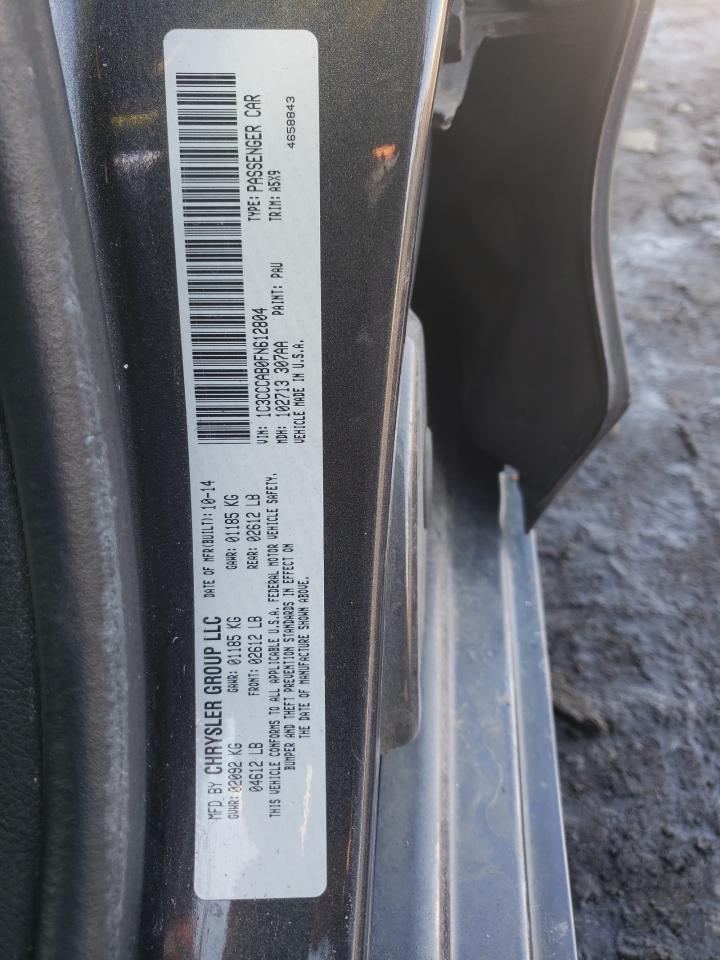 MFD BY CHRYSLER GROUP LLC DATE OF MFR(BUILT): 10-14
GVWR: 02092 KG GAWR: 01185 KG GAWR: 01185 KG
04612 LB FRONT: 02612 LB REAR: 02612 LB
THIS VEHICLE CONFORMS TO ALL APPLICABLE U.S.A. FEDERAL MOTOR VEHICLE SAFETY,
BUMPER AND THEFT PREVENTION STANDARDS IN EFFECT ON
THE DATE OF MANUFACTURE SHOWN ABOVE.
VIN: 1C3CCCAB0FN612804 TYPE: PASSENGER CAR
MDH: 102713 307AA PAINT: PAU TRIM: A5X9
VEHICLE MADE IN U.S.A. 4658843